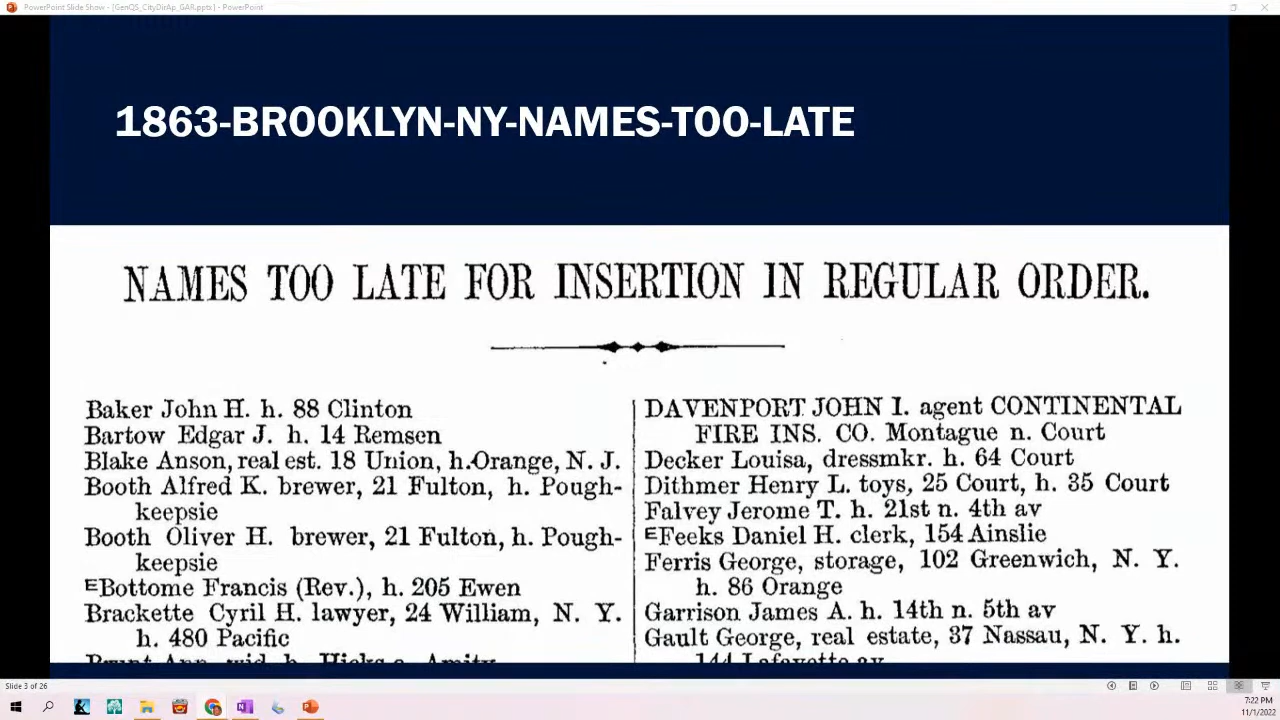 PowerPoint Slide Show - [GenQS_CityDirAp_GAR.pptx] - PowerPoint
1863-BROOKLYN-NY-NAMES-TOO-LATE
NAMES TOO LATE FOR INSERTION IN REGULAR ORDER.
Baker John H. h. 88 Clinton
Bartow Edgar J. h. 14 Remsen
Blake Anson, real est. 18 Union, h. Orange, N. J.
Booth Alfred K. brewer, 21 Fulton, h. Pough-
keepsie
Booth Oliver H. brewer, 21 Fulton, h. Pough-
keepsie
EBottome Francis (Rev.), h. 205 Ewen
Brackette Cyril H. lawyer, 24 William, N. Y.
h. 480 Pacific
DAVENPORT JOHN I. agent CONTINENTAL
FIRE INS. CO. Montague n. Court
Decker Louisa, dressmkr. h. 64 Court
Dithmer Henry L. toys, 25 Court, h. 35 Court
Falvey Jerome T. h. 21st n. 4th av
EFeeks Daniel H. clerk, 154 Ainslie
Ferris George, storage, 102 Greenwich, N. Y.
h. 86 Orange
Garrison James A. h. 14th n. 5th av
Gault George, real estate, 37 Nassau, N. Y. h.
144 Lafayette av
Slide 3 of 26
7:22 PM
11/1/2022